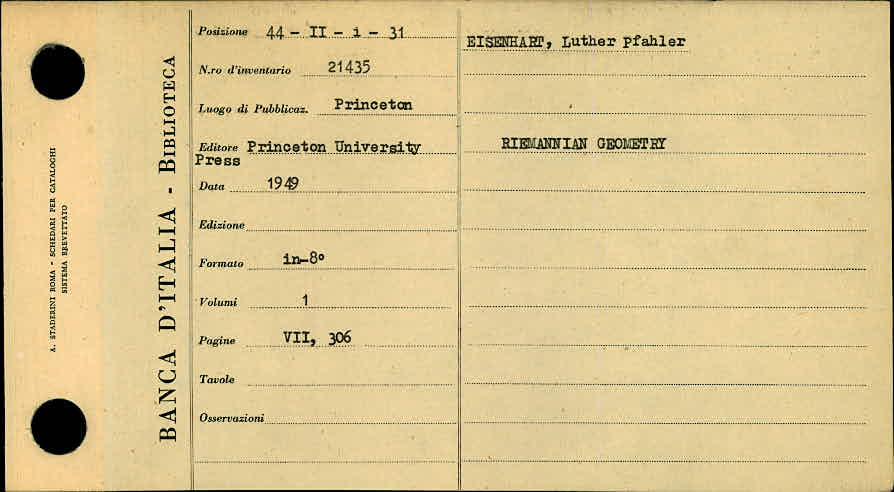 A. STADERINI ROMA - SCHEDARI PER CATALOGHI
SISTEMA BREVETTATO
BANCA D'ITALIA - BIBLIOTECA
Posizione 44 - II - i - 31
N.ro d'inventario 21435
Luogo di Pubblicaz. Princeton
Editore Princeton University
Press
Data 1949
Edizione
Formato in-8º
Volumi 1
Pagine VII, 306
Tavole
Osservazioni
EISENHART, Luther Pfahler
RIEMANNIAN GEOMETRY